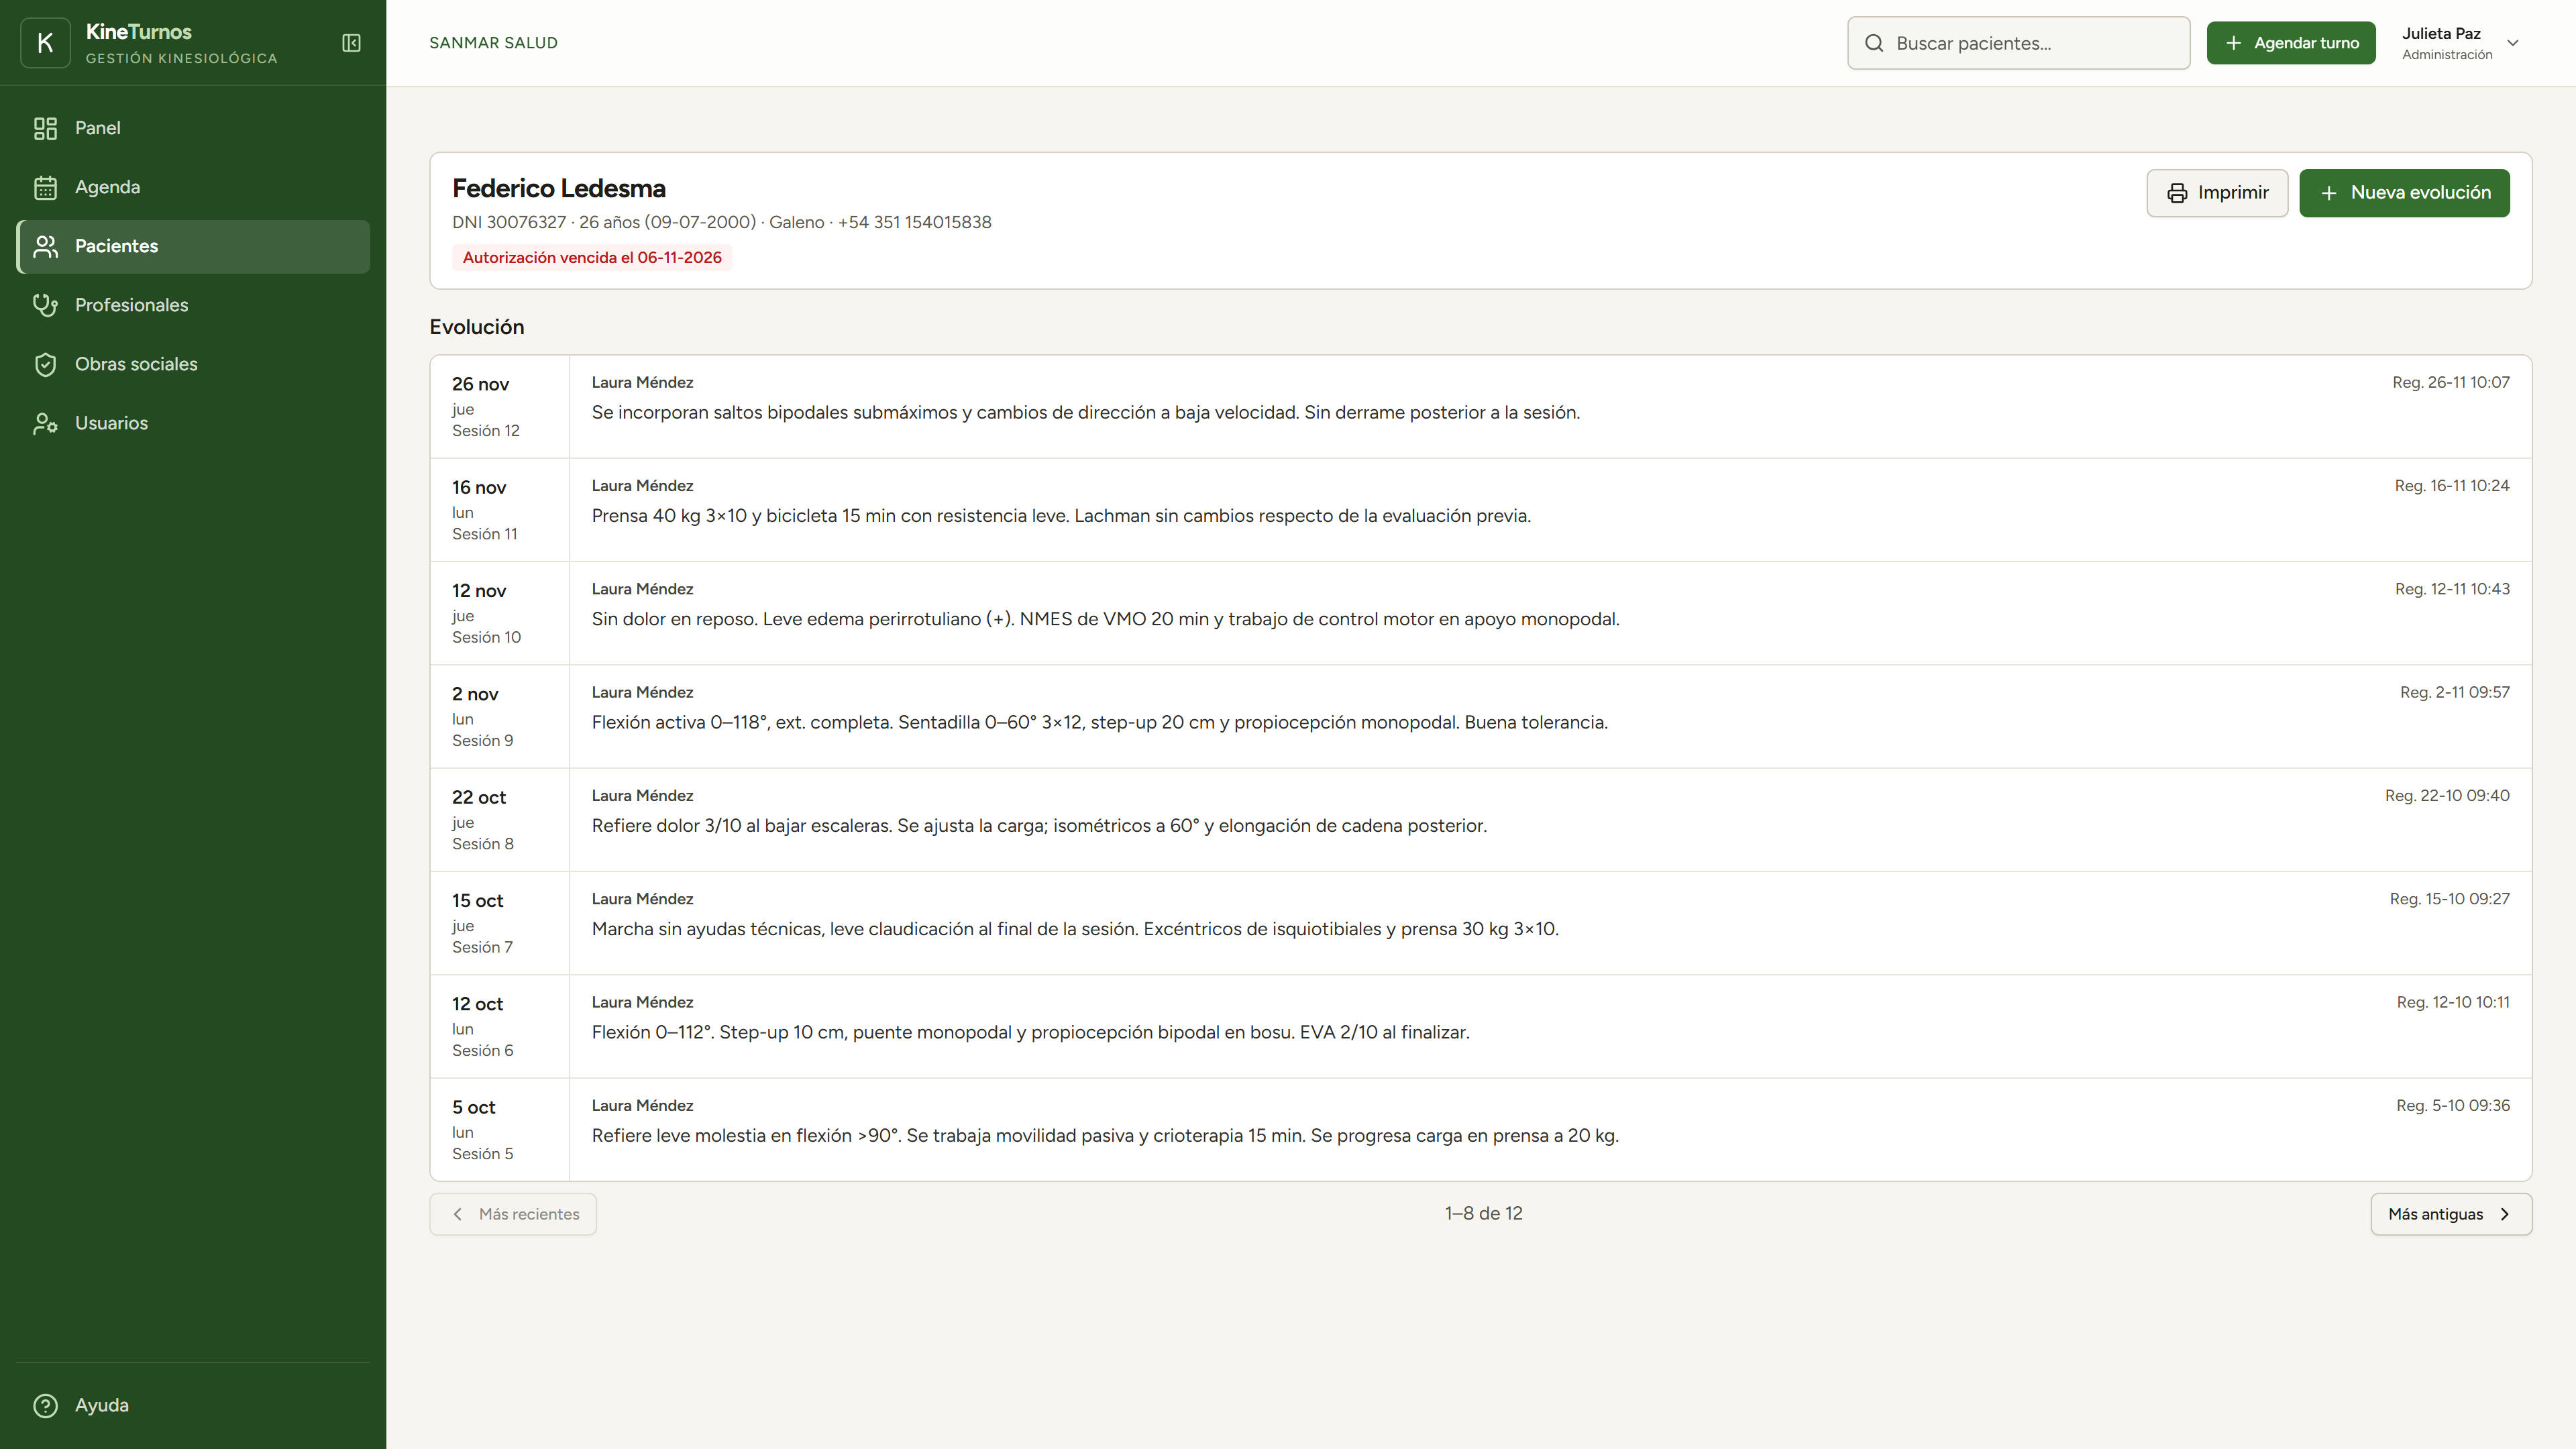 K
KineTurnos
GESTIÓN KINESIOLÓGICA
Panel
Agenda
Pacientes
Profesionales
Obras sociales
Usuarios
Ayuda
SANMAR SALUD
Buscar pacientes...
Agendar turno
Julieta Paz
Administración
Federico Ledesma
DNI 30076327 · 26 años (09-07-2000) · Galeno · +54 351 154015838
Autorización vencida el 06-11-2026
Imprimir
Nueva evolución
Evolución
26 nov
jue
Sesión 12
Laura Méndez
Reg. 26-11 10:07
Se incorporan saltos bipodales submáximos y cambios de dirección a baja velocidad. Sin derrame posterior a la sesión.
16 nov
lun
Sesión 11
Laura Méndez
Reg. 16-11 10:24
Prensa 40 kg 3×10 y bicicleta 15 min con resistencia leve. Lachman sin cambios respecto de la evaluación previa.
12 nov
jue
Sesión 10
Laura Méndez
Reg. 12-11 10:43
Sin dolor en reposo. Leve edema perirrotuliano (+). NMES de VMO 20 min y trabajo de control motor en apoyo monopodal.
2 nov
lun
Sesión 9
Laura Méndez
Reg. 2-11 09:57
Flexión activa 0–118°, ext. completa. Sentadilla 0–60° 3×12, step-up 20 cm y propiocepción monopodal. Buena tolerancia.
22 oct
jue
Sesión 8
Laura Méndez
Reg. 22-10 09:40
Refiere dolor 3/10 al bajar escaleras. Se ajusta la carga; isométricos a 60° y elongación de cadena posterior.
15 oct
jue
Sesión 7
Laura Méndez
Reg. 15-10 09:27
Marcha sin ayudas técnicas, leve claudicación al final de la sesión. Excéntricos de isquiotibiales y prensa 30 kg 3×10.
12 oct
lun
Sesión 6
Laura Méndez
Reg. 12-10 10:11
Flexión 0–112°. Step-up 10 cm, puente monopodal y propiocepción bipodal en bosu. EVA 2/10 al finalizar.
5 oct
lun
Sesión 5
Laura Méndez
Reg. 5-10 09:36
Refiere leve molestia en flexión >90°. Se trabaja movilidad pasiva y crioterapia 15 min. Se progresa carga en prensa a 20 kg.
Más recientes
1–8 de 12
Más antiguas